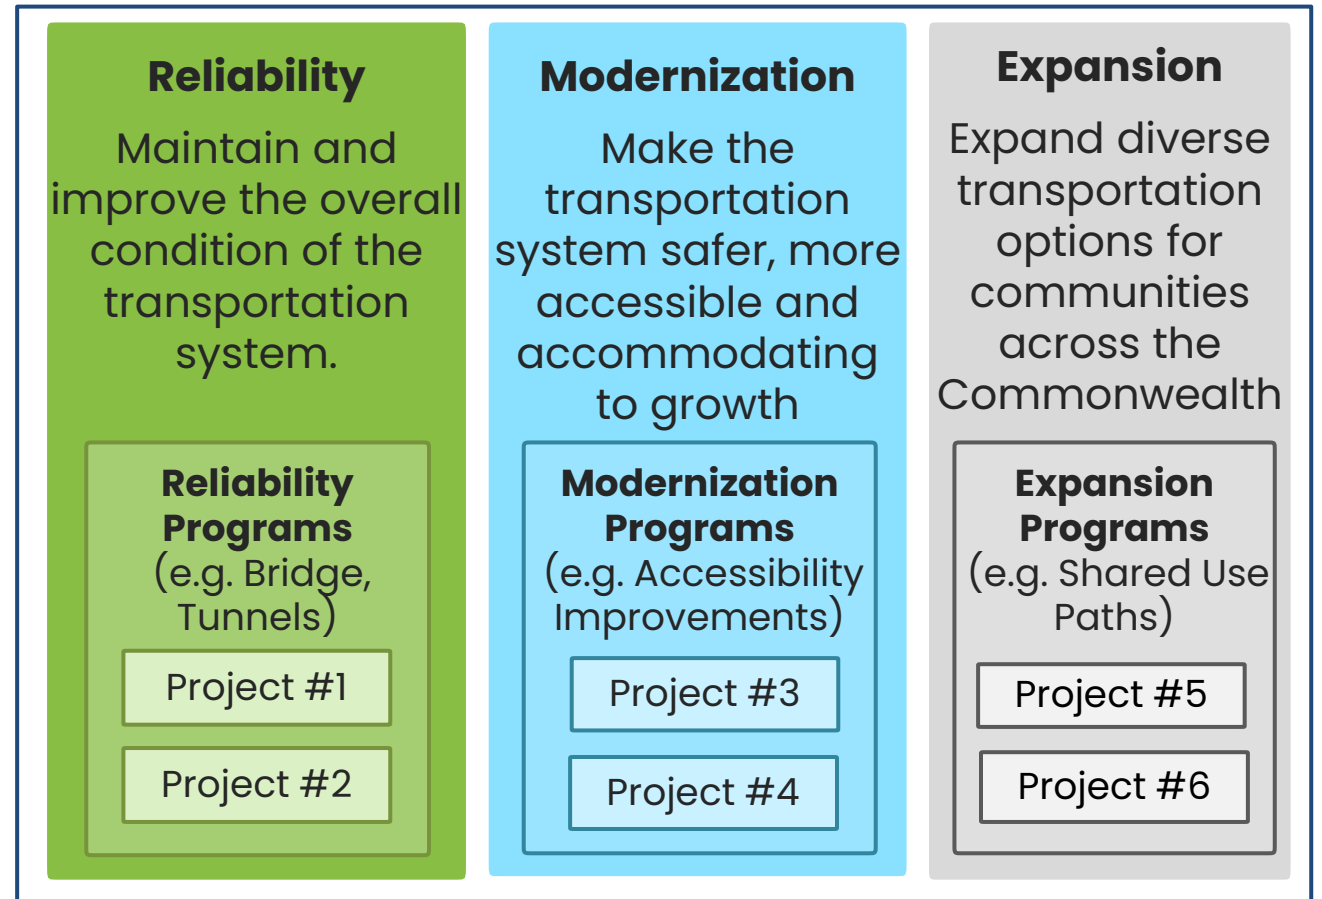 Reliability
Maintain and
improve the overall
condition of the
transportation
system.
Reliability
Programs
(e.g. Bridge,
Tunnels)
Project #1
Project #2
Modernization
Make the
transportation
system safer, more
accessible and
accommodating
to growth
Modernization
Programs
(e.g. Accessibility
Improvements)
Project #3
Project #4
Expansion
Expand diverse
transportation
options for
communities
across the
Commonwealth
Expansion
Programs
(e.g. Shared Use
Paths)
Project #5
Project #6